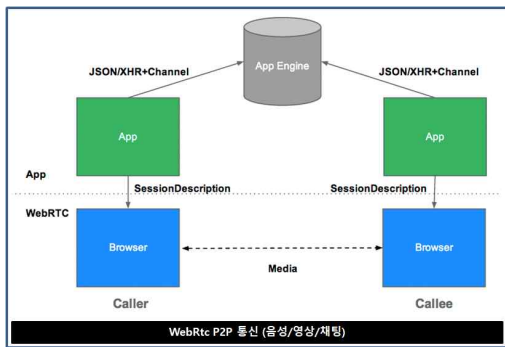 App Engine
JSON/XHR+Channel JSON/XHR+Channel
App App
App
SessionDescription SessionDescription
WebRTC
Browser Browser
Media
Caller Callee
WebRtc P2P 통신 (음성/영상/채팅)